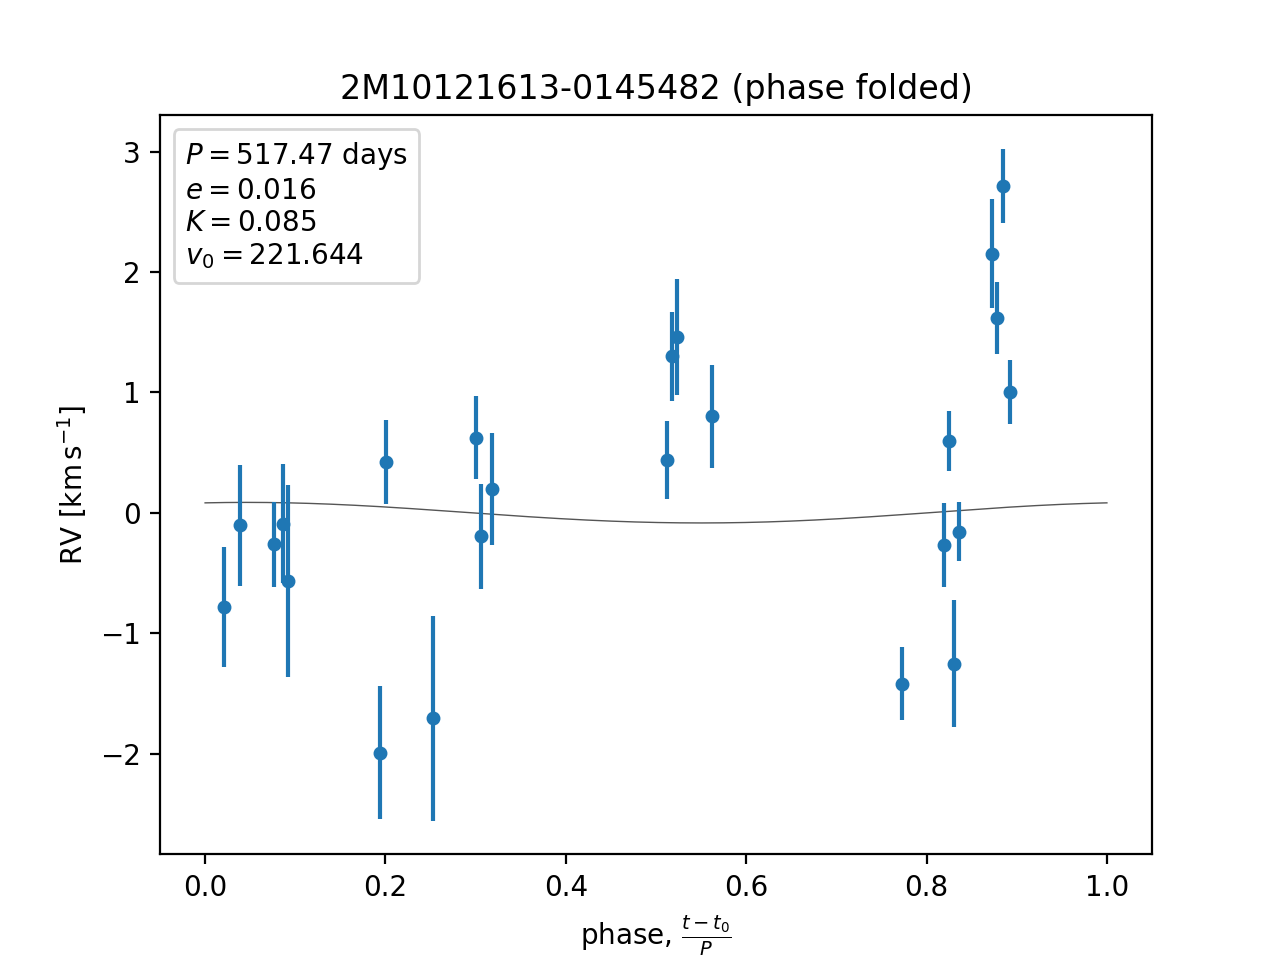 2M10121613-0145482 (phase folded)
P = 517.47 days
e = 0.016
K = 0.085
v₀ = 221.644
3
2
1
0
−1
−2
RV [km s⁻¹]
0.0 0.2 0.4 0.6 0.8 1.0
phase, (t − t₀)/P